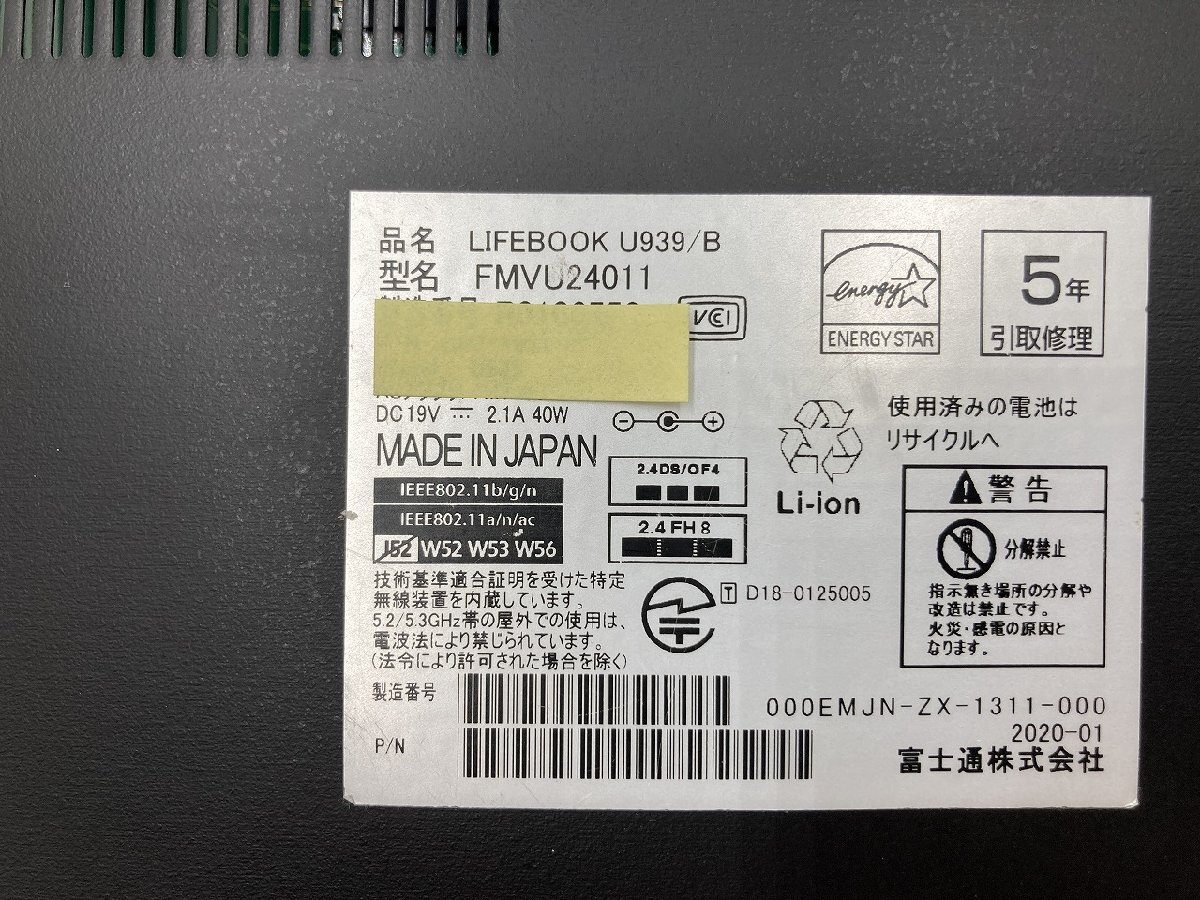 品名 LIFEBOOK U939/B
型名 FMVU24011
VCCI
energy
ENERGY STAR
5年
引取修理
DC19V 2.1A 40W
MADE IN JAPAN
IEEE802.11b/g/n
IEEE802.11a/n/ac
J52 W52 W53 W56
2.4DS/OF4
2.4FH8
使用済みの電池は
リサイクルへ
Li-ion
警告
分解禁止
指示無き場所の分解や
改造は禁止です。
火災・感電の原因と
なります。
技術基準適合証明を受けた特定
無線装置を内蔵しています。
5.2/5.3GHz帯の屋外での使用は、
電波法により禁じられています。
(法令により許可された場合を除く)
T D18-0125005
製造番号
P/N
000EMJN-ZX-1311-000
2020-01
富士通株式会社